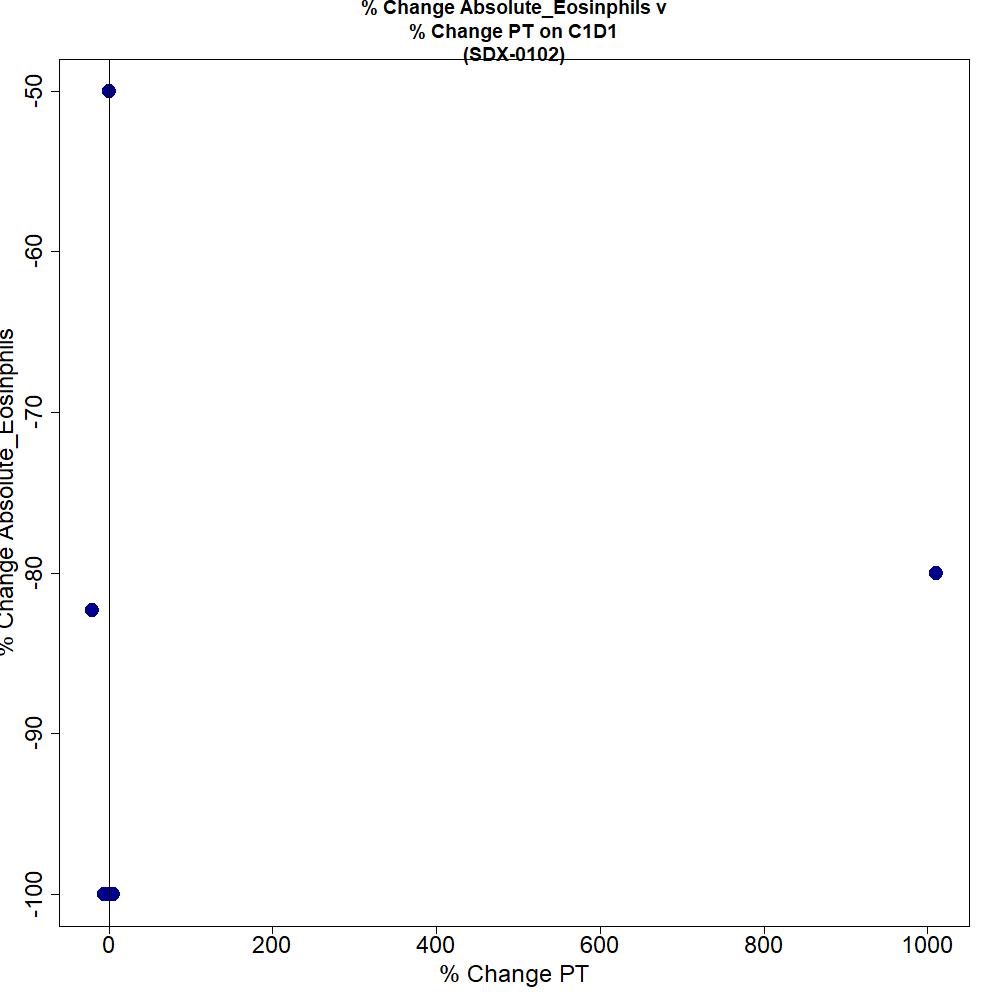 % Change Absolute_Eosinphils v
% Change PT on C1D1
(SDX-0102)
% Change Absolute_Eosinphils
-50
-60
-70
-80
-90
-100
0 200 400 600 800 1000
% Change PT